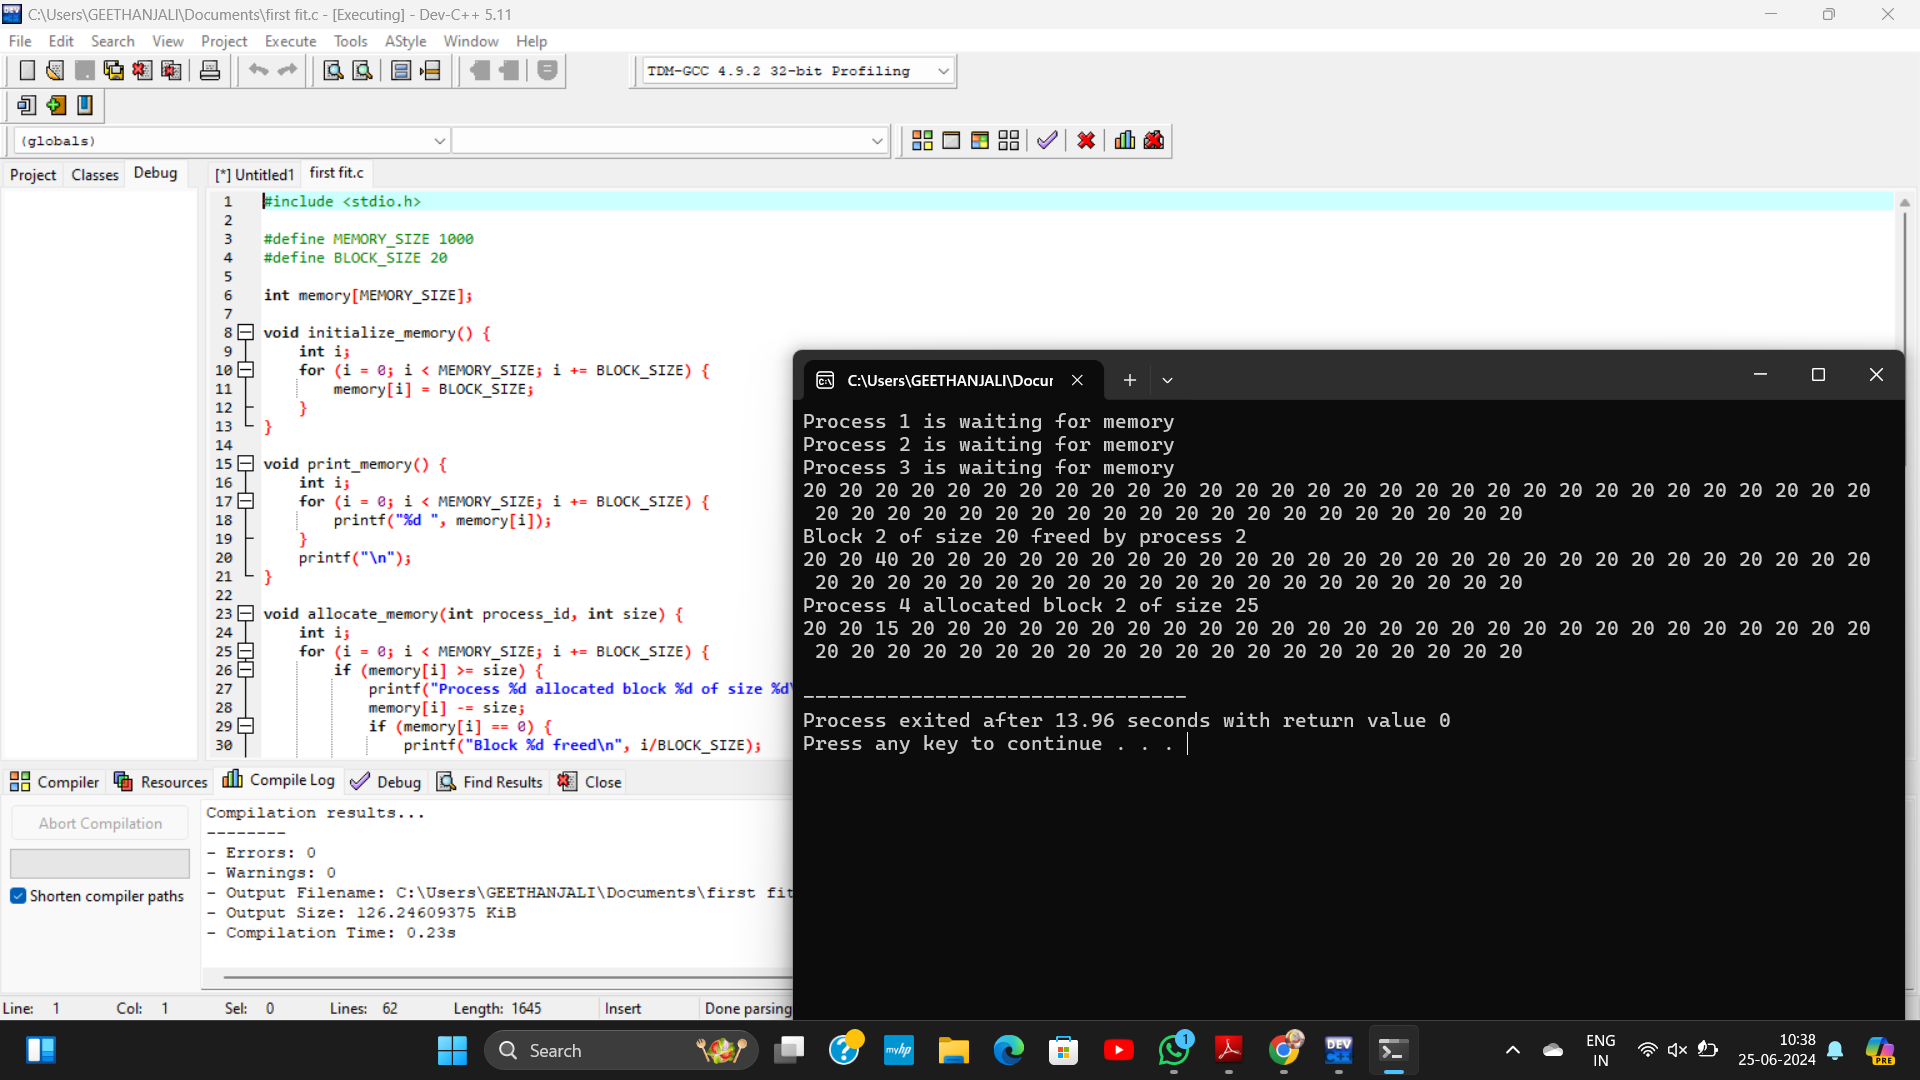 C:\Users\GEETHANJALI\Documents\first fit.c - [Executing] - Dev-C++ 5.11
File Edit Search View Project Execute Tools AStyle Window Help
TDM-GCC 4.9.2 32-bit Profiling
(globals)
Project Classes Debug [*] Untitled1 first fit.c
1 #include <stdio.h>
2
3 #define MEMORY_SIZE 1000
4 #define BLOCK_SIZE 20
5
6 int memory[MEMORY_SIZE];
7
8 void initialize_memory() {
9 int i;
10 for (i = 0; i < MEMORY_SIZE; i += BLOCK_SIZE) {
11 memory[i] = BLOCK_SIZE;
12 }
13 }
14
15 void print_memory() {
16 int i;
17 for (i = 0; i < MEMORY_SIZE; i += BLOCK_SIZE) {
18 printf("%d ", memory[i]);
19 }
20 printf("\n");
21 }
22
23 void allocate_memory(int process_id, int size) {
24 int i;
25 for (i = 0; i < MEMORY_SIZE; i += BLOCK_SIZE) {
26 if (memory[i] >= size) {
27 printf("Process %d allocated block %d of size %d\
28 memory[i] -= size;
29 if (memory[i] == 0) {
30 printf("Block %d freed\n", i/BLOCK_SIZE);
C:\Users\GEETHANJALI\Docur
Process 1 is waiting for memory
Process 2 is waiting for memory
Process 3 is waiting for memory
20 20 20 20 20 20 20 20 20 20 20 20 20 20 20 20 20 20 20 20 20 20 20 20 20 20 20 20 20 20
20 20 20 20 20 20 20 20 20 20 20 20 20 20 20 20 20 20 20 20
Block 2 of size 20 freed by process 2
20 20 40 20 20 20 20 20 20 20 20 20 20 20 20 20 20 20 20 20 20 20 20 20 20 20 20 20 20 20
20 20 20 20 20 20 20 20 20 20 20 20 20 20 20 20 20 20 20 20
Process 4 allocated block 2 of size 25
20 20 15 20 20 20 20 20 20 20 20 20 20 20 20 20 20 20 20 20 20 20 20 20 20 20 20 20 20 20
20 20 20 20 20 20 20 20 20 20 20 20 20 20 20 20 20 20 20 20
--------------------------------
Process exited after 13.96 seconds with return value 0
Press any key to continue . . .
Compiler Resources Compile Log Debug Find Results Close
Abort Compilation
Shorten compiler paths
Compilation results...
--------
- Errors: 0
- Warnings: 0
- Output Filename: C:\Users\GEETHANJALI\Documents\first fit
- Output Size: 126.24609375 KiB
- Compilation Time: 0.23s
Line: 1 Col: 1 Sel: 0 Lines: 62 Length: 1645 Insert Done parsing
Search
myhp
1
DEV
C++
ENG
IN
10:38
25-06-2024
PRE